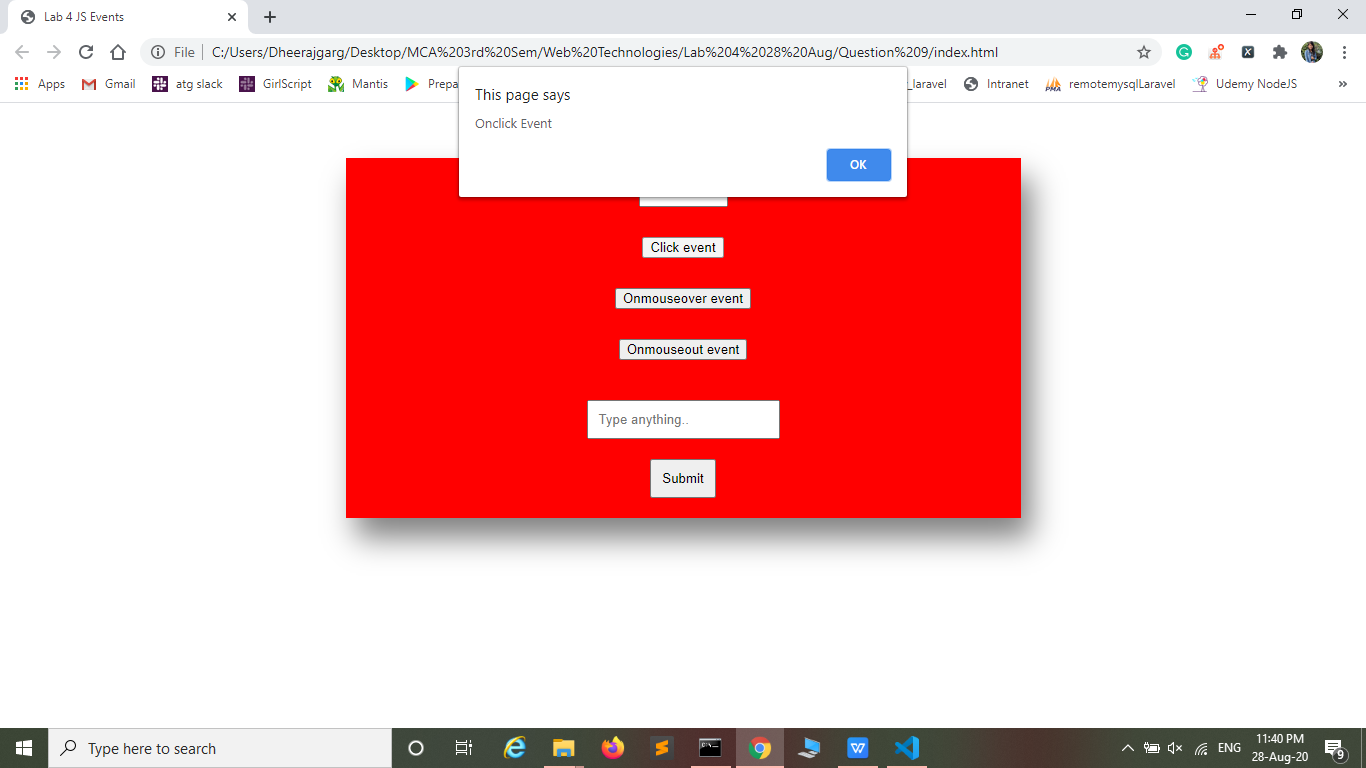 Lab 4 JS Events
File
C:/Users/Dheerajgarg/Desktop/MCA%203rd%20Sem/Web%20Technologies/Lab%204%2028%20Aug/Question%209/index.html
Apps Gmail atg slack GirlScript Mantis Prepa _laravel Intranet remotemysqlLaravel Udemy NodeJS »
This page says
Onclick Event
OK
Click event
Onmouseover event
Onmouseout event
Type anything..
Submit
Type here to search
ENG
11:40 PM
28-Aug-20
9